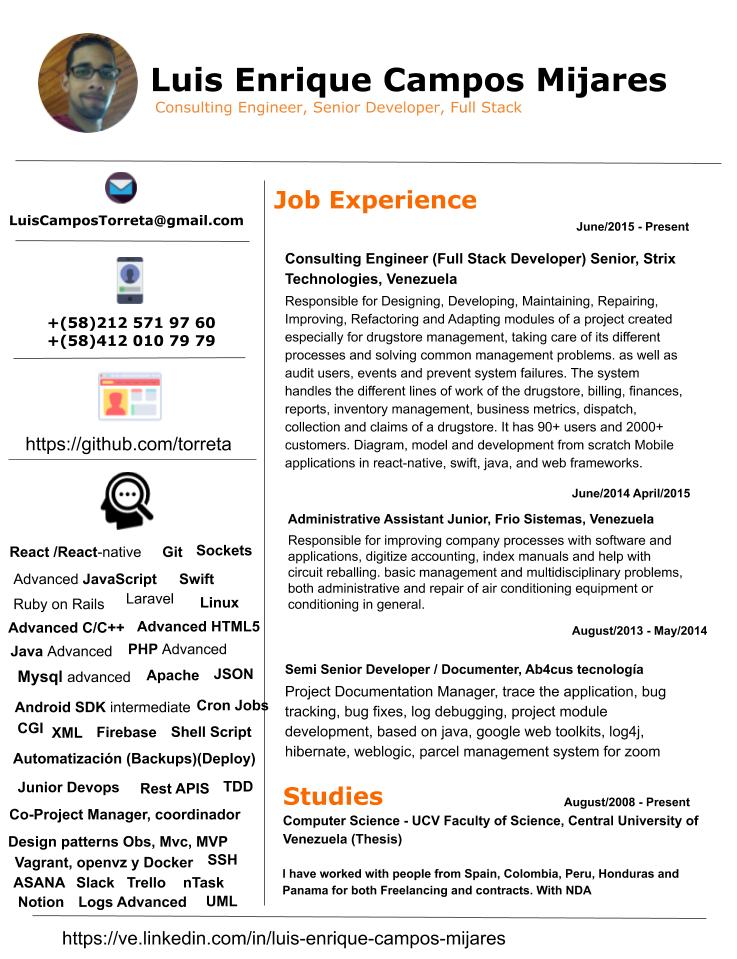 Luis Enrique Campos Mijares
Consulting Engineer, Senior Developer, Full Stack
LuisCamposTorreta@gmail.com
+(58)212 571 97 60
+(58)412 010 79 79
https://github.com/torreta
React /React-native Git Sockets
Advanced JavaScript Swift
Ruby on Rails Laravel Linux
Advanced C/C++ Advanced HTML5
Java Advanced PHP Advanced
Mysql advanced Apache JSON
Android SDK intermediate Cron Jobs
CGI XML Firebase Shell Script
Automatización (Backups)(Deploy)
Junior Devops Rest APIS TDD
Co-Project Manager, coordinador
Design patterns Obs, Mvc, MVP
Vagrant, openvz y Docker SSH
ASANA Slack Trello nTask
Notion Logs Advanced UML
Job Experience
June/2015 - Present
Consulting Engineer (Full Stack Developer) Senior, Strix
Technologies, Venezuela
Responsible for Designing, Developing, Maintaining, Repairing,
Improving, Refactoring and Adapting modules of a project created
especially for drugstore management, taking care of its different
processes and solving common management problems. as well as
audit users, events and prevent system failures. The system
handles the different lines of work of the drugstore, billing, finances,
reports, inventory management, business metrics, dispatch,
collection and claims of a drugstore. It has 90+ users and 2000+
customers. Diagram, model and development from scratch Mobile
applications in react-native, swift, java, and web frameworks.
June/2014 April/2015
Administrative Assistant Junior, Frio Sistemas, Venezuela
Responsible for improving company processes with software and
applications, digitize accounting, index manuals and help with
circuit reballing. basic management and multidisciplinary problems,
both administrative and repair of air conditioning equipment or
conditioning in general.
August/2013 - May/2014
Semi Senior Developer / Documenter, Ab4cus tecnología
Project Documentation Manager, trace the application, bug
tracking, bug fixes, log debugging, project module
development, based on java, google web toolkits, log4j,
hibernate, weblogic, parcel management system for zoom
Studies
August/2008 - Present
Computer Science - UCV Faculty of Science, Central University of
Venezuela (Thesis)
I have worked with people from Spain, Colombia, Peru, Honduras and
Panama for both Freelancing and contracts. With NDA
https://ve.linkedin.com/in/luis-enrique-campos-mijares